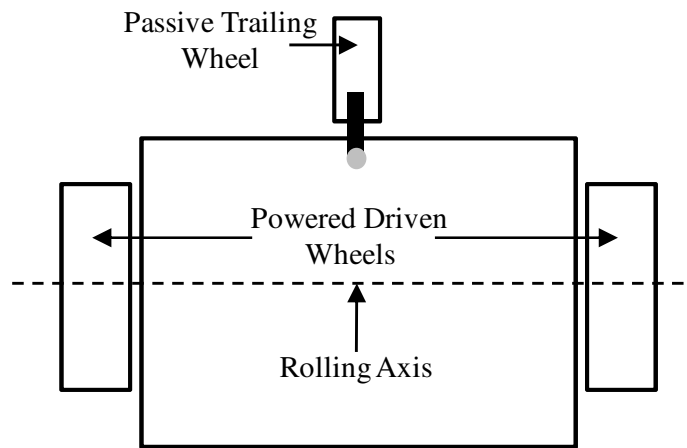 Passive Trailing
Wheel
Powered Driven
Wheels
Rolling Axis